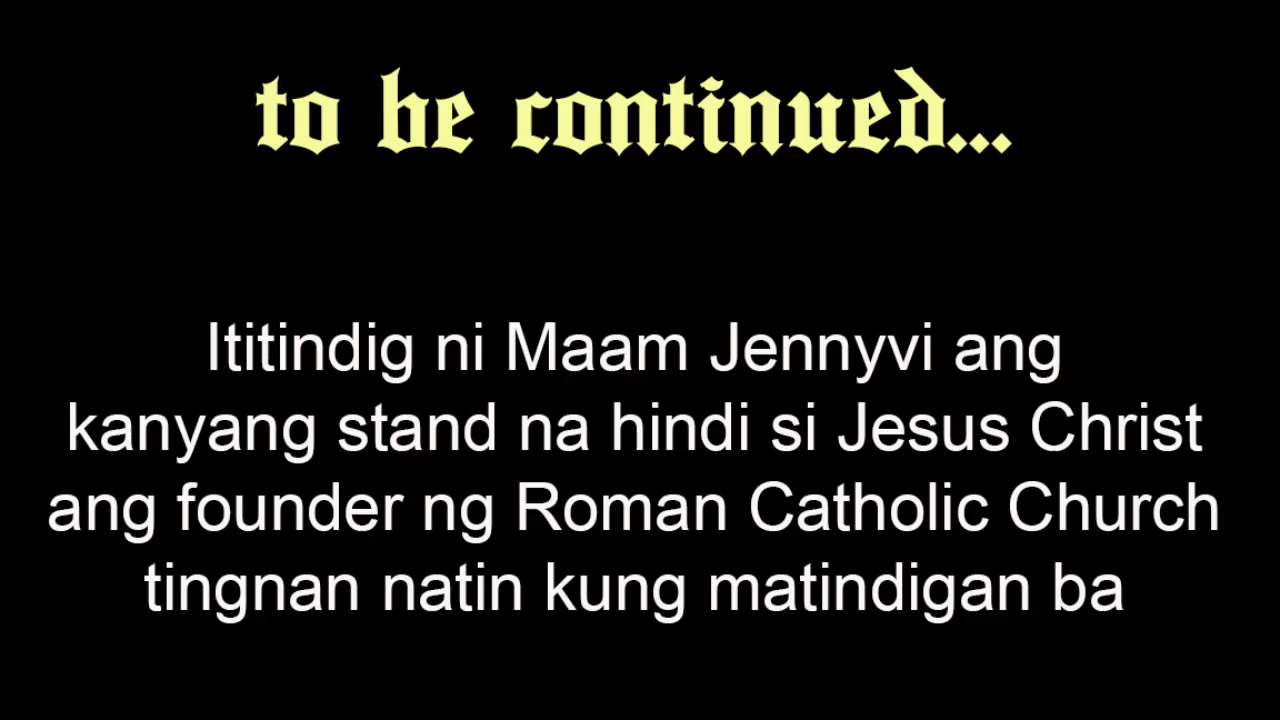 to be continued...
Ititindig ni Maam Jennyvi ang
kanyang stand na hindi si Jesus Christ
ang founder ng Roman Catholic Church
tingnan natin kung matindigan ba